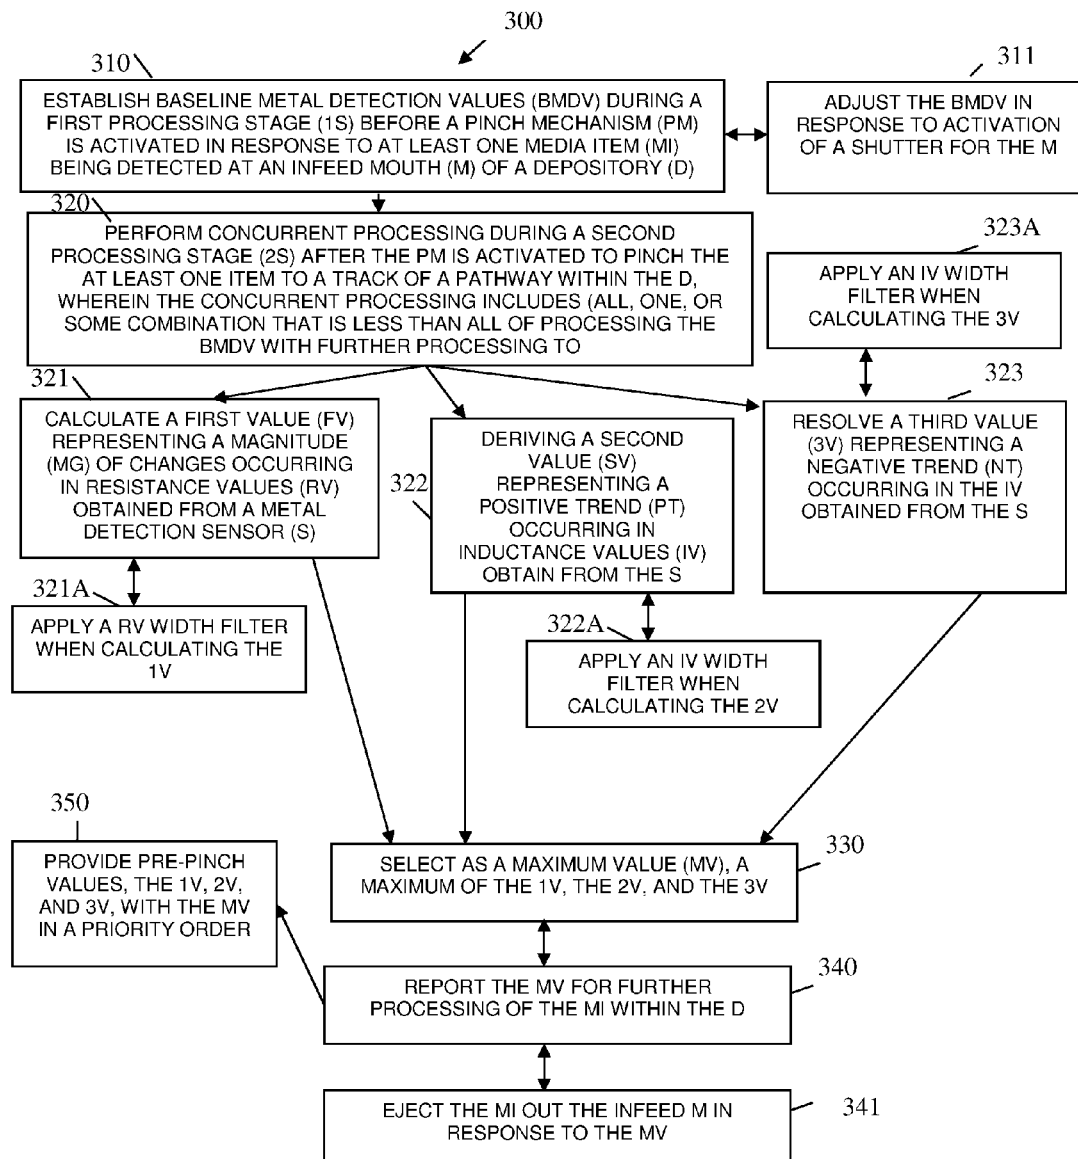 300
310
ESTABLISH BASELINE METAL DETECTION VALUES (BMDV) DURING A
FIRST PROCESSING STAGE (1S) BEFORE A PINCH MECHANISM (PM)
IS ACTIVATED IN RESPONSE TO AT LEAST ONE MEDIA ITEM (MI)
BEING DETECTED AT AN INFEED MOUTH (M) OF A DEPOSITORY (D)
311
ADJUST THE BMDV IN
RESPONSE TO ACTIVATION
OF A SHUTTER FOR THE M
320
PERFORM CONCURRENT PROCESSING DURING A SECOND
PROCESSING STAGE (2S) AFTER THE PM IS ACTIVATED TO PINCH THE
AT LEAST ONE ITEM TO A TRACK OF A PATHWAY WITHIN THE D,
WHEREIN THE CONCURRENT PROCESSING INCLUDES (ALL, ONE, OR
SOME COMBINATION THAT IS LESS THAN ALL OF PROCESSING THE
BMDV WITH FURTHER PROCESSING TO
323A
APPLY AN IV WIDTH
FILTER WHEN
CALCULATING THE 3V
321
CALCULATE A FIRST VALUE (FV)
REPRESENTING A MAGNITUDE
(MG) OF CHANGES OCCURRING
IN RESISTANCE VALUES (RV)
OBTAINED FROM A METAL
DETECTION SENSOR (S)
322
DERIVING A SECOND
VALUE (SV)
REPRESENTING A
POSITIVE TREND (PT)
OCCURRING IN
INDUCTANCE VALUES (IV)
OBTAIN FROM THE S
323
RESOLVE A THIRD VALUE
(3V) REPRESENTING A
NEGATIVE TREND (NT)
OCCURRING IN THE IV
OBTAINED FROM THE S
321A
APPLY A RV WIDTH FILTER
WHEN CALCULATING THE
1V
322A
APPLY AN IV WIDTH
FILTER WHEN
CALCULATING THE 2V
350
PROVIDE PRE-PINCH
VALUES, THE 1V, 2V,
AND 3V, WITH THE MV
IN A PRIORITY ORDER
330
SELECT AS A MAXIMUM VALUE (MV), A
MAXIMUM OF THE 1V, THE 2V, AND THE 3V
340
REPORT THE MV FOR FURTHER
PROCESSING OF THE MI WITHIN THE D
341
EJECT THE MI OUT THE INFEED M IN
RESPONSE TO THE MV